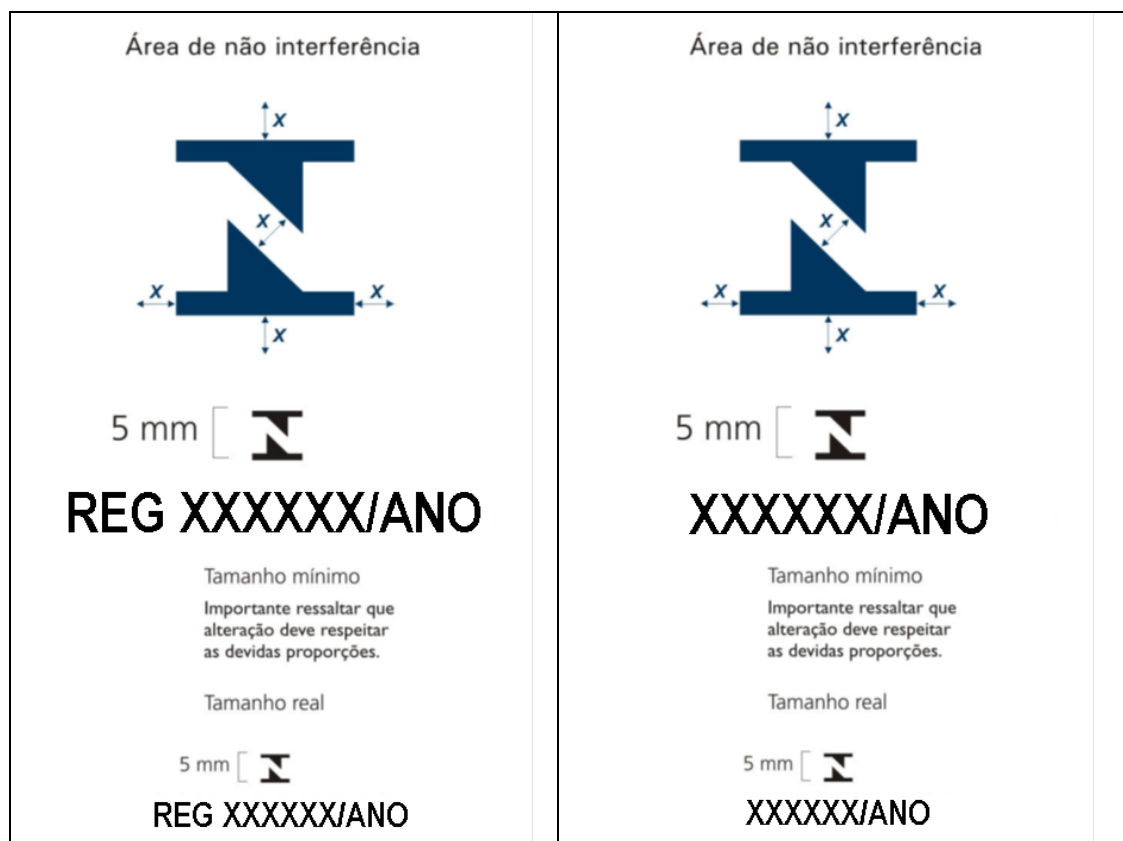 Área de não interferência
x
x
x
x
x
5 mm
REG XXXXXX/ANO
Tamanho mínimo
Importante ressaltar que
alteração deve respeitar
as devidas proporções.
Tamanho real
5 mm
REG XXXXXX/ANO
Área de não interferência
x
x
x
x
x
5 mm
XXXXXX/ANO
Tamanho mínimo
Importante ressaltar que
alteração deve respeitar
as devidas proporções.
Tamanho real
5 mm
XXXXXX/ANO